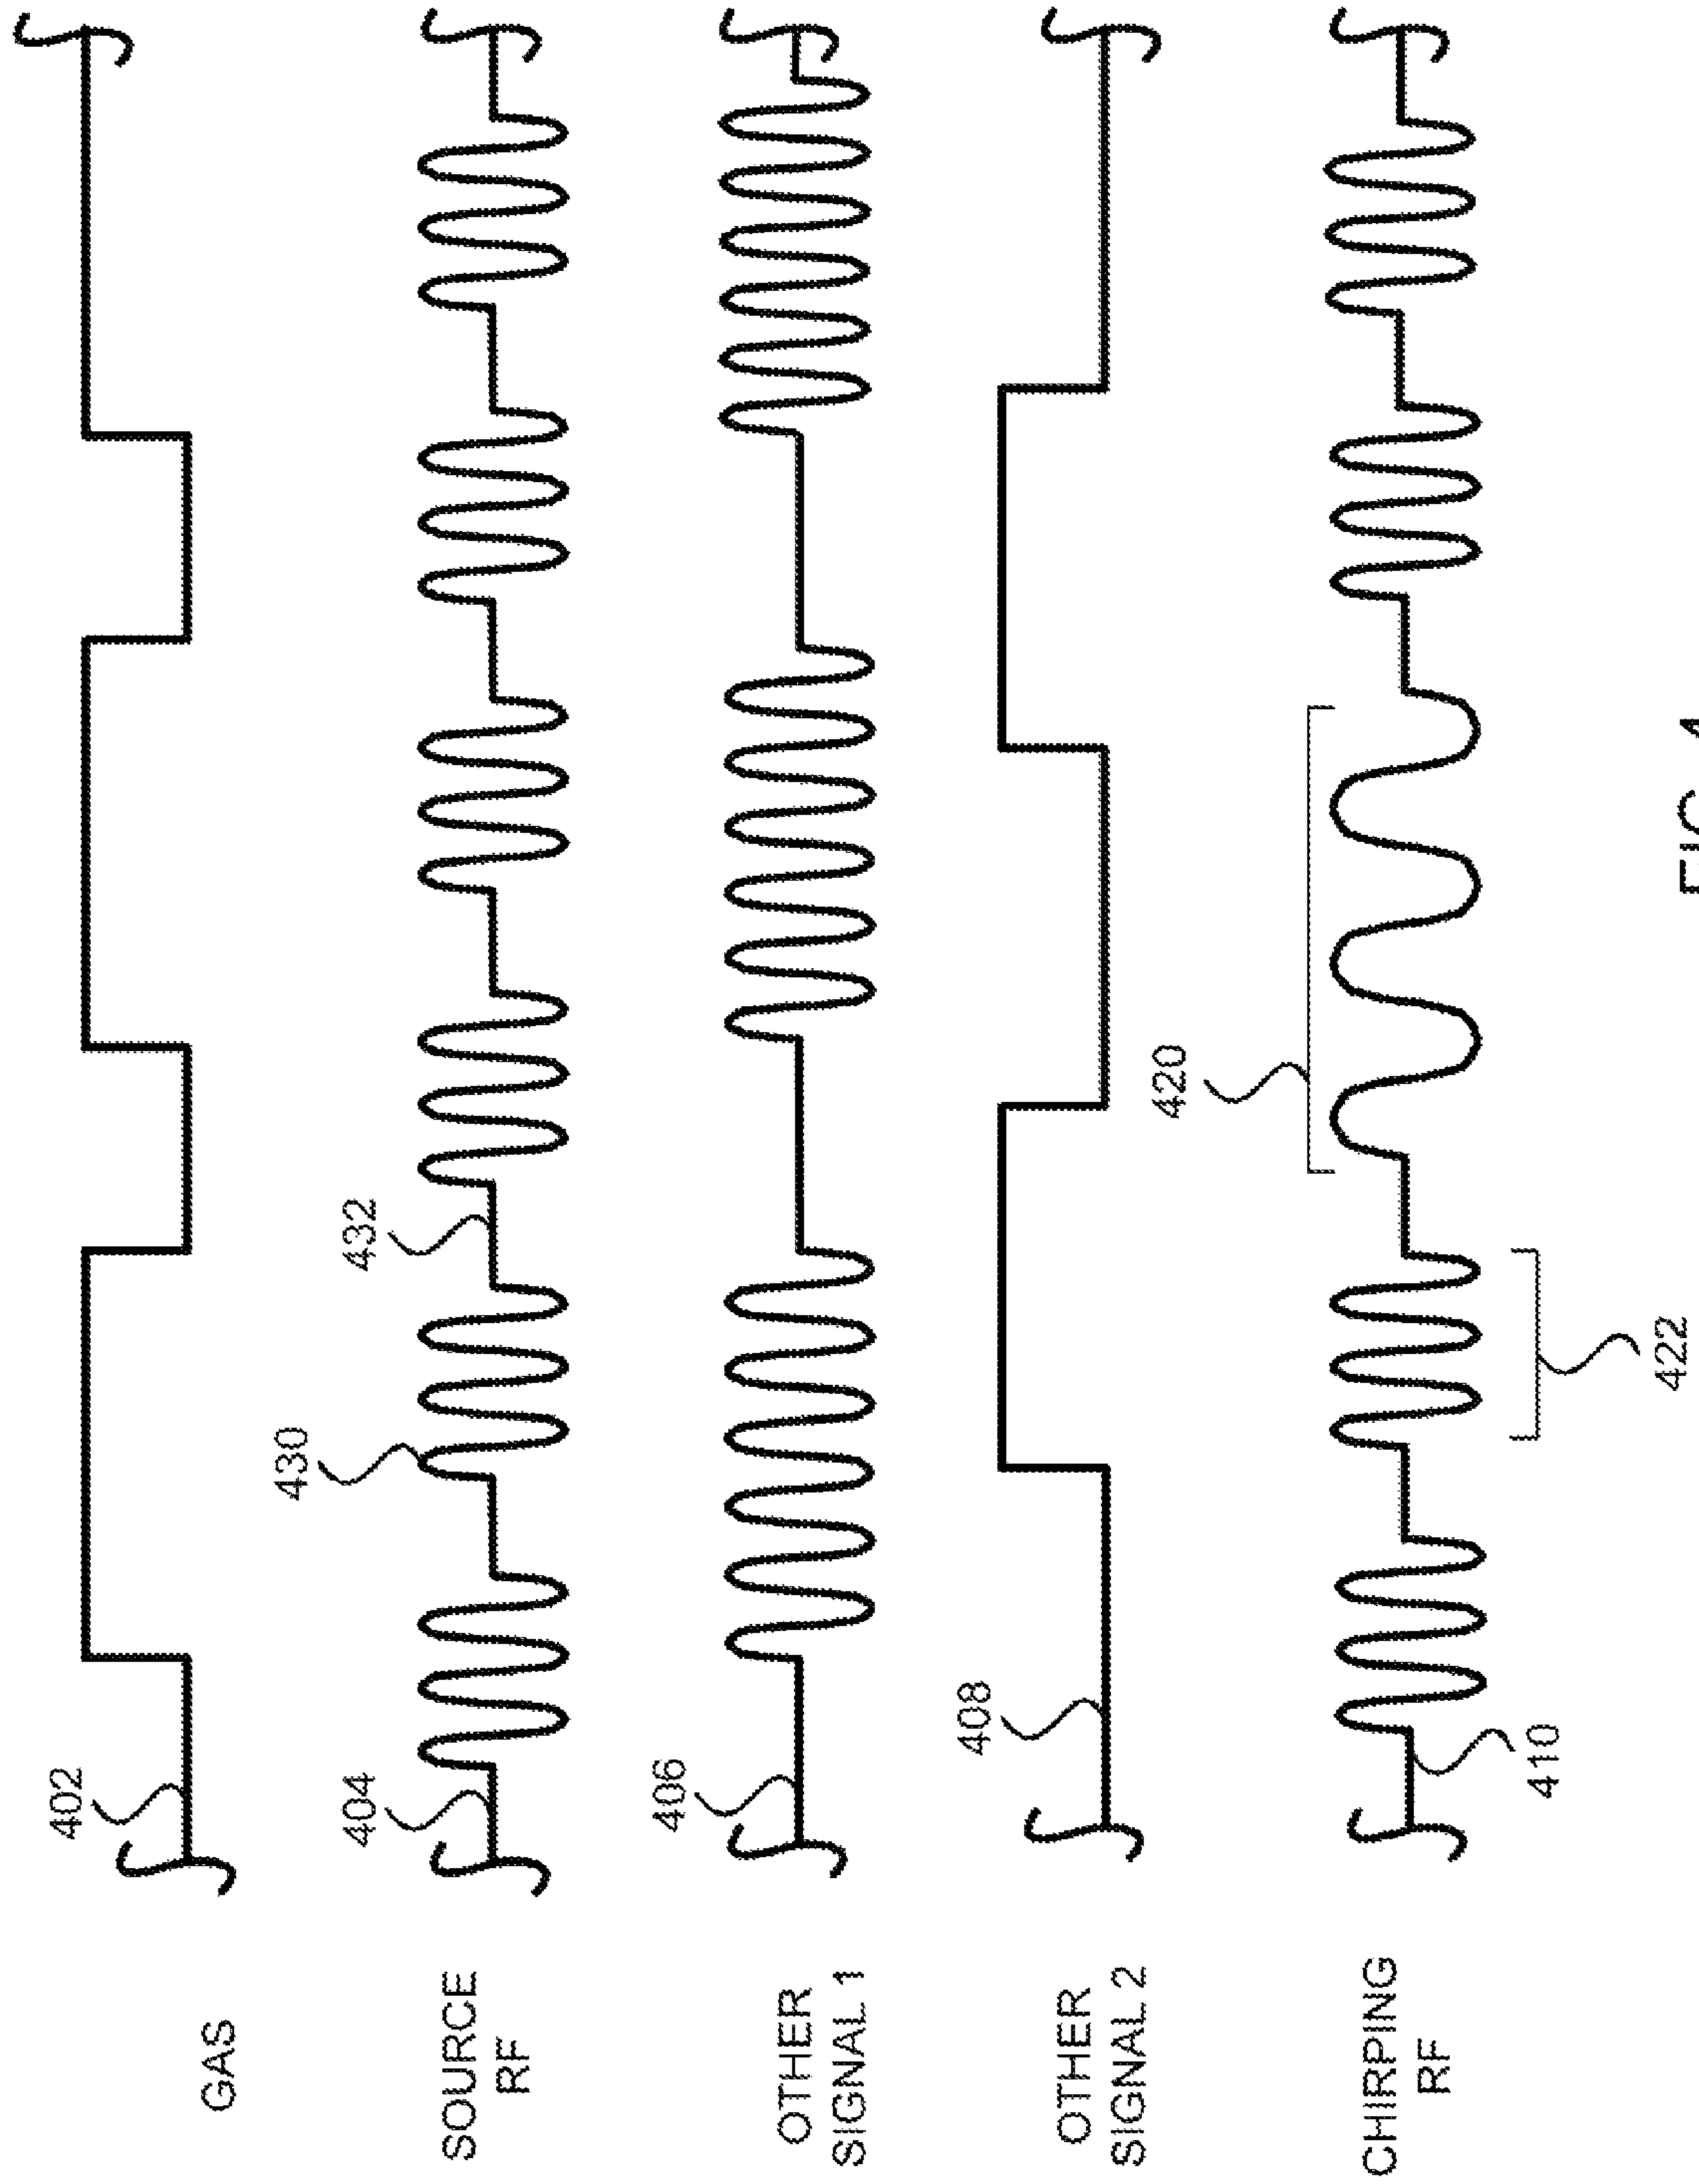 GAS
402
SOURCE
RF
404
430
432
OTHER
SIGNAL 1
406
OTHER
SIGNAL 2
408
CHIRPING
RF
410
420
422